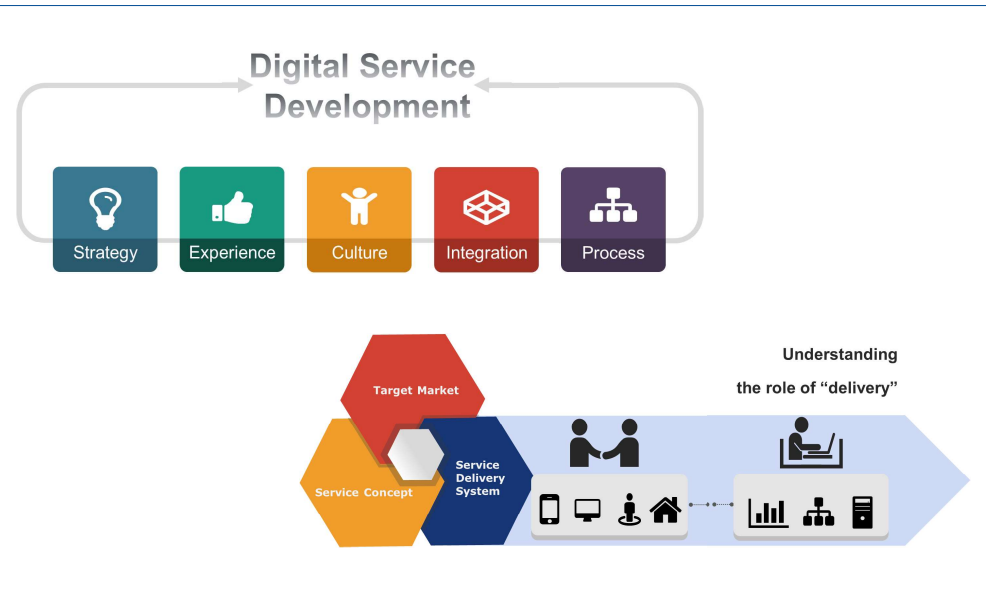 Digital Service
Development
Strategy
Experience
Culture
Integration
Process
Understanding
the role of “delivery”
Target Market
Service Concept
Service
Delivery
System